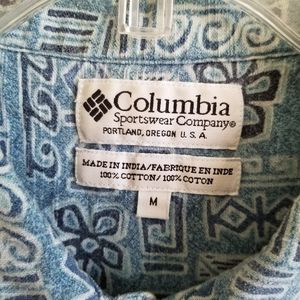 Columbia
Sportswear Company®
PORTLAND, OREGON U.S.A.
MADE IN INDIA/FABRIQUE EN INDE
100% COTTON/100% COTON
M